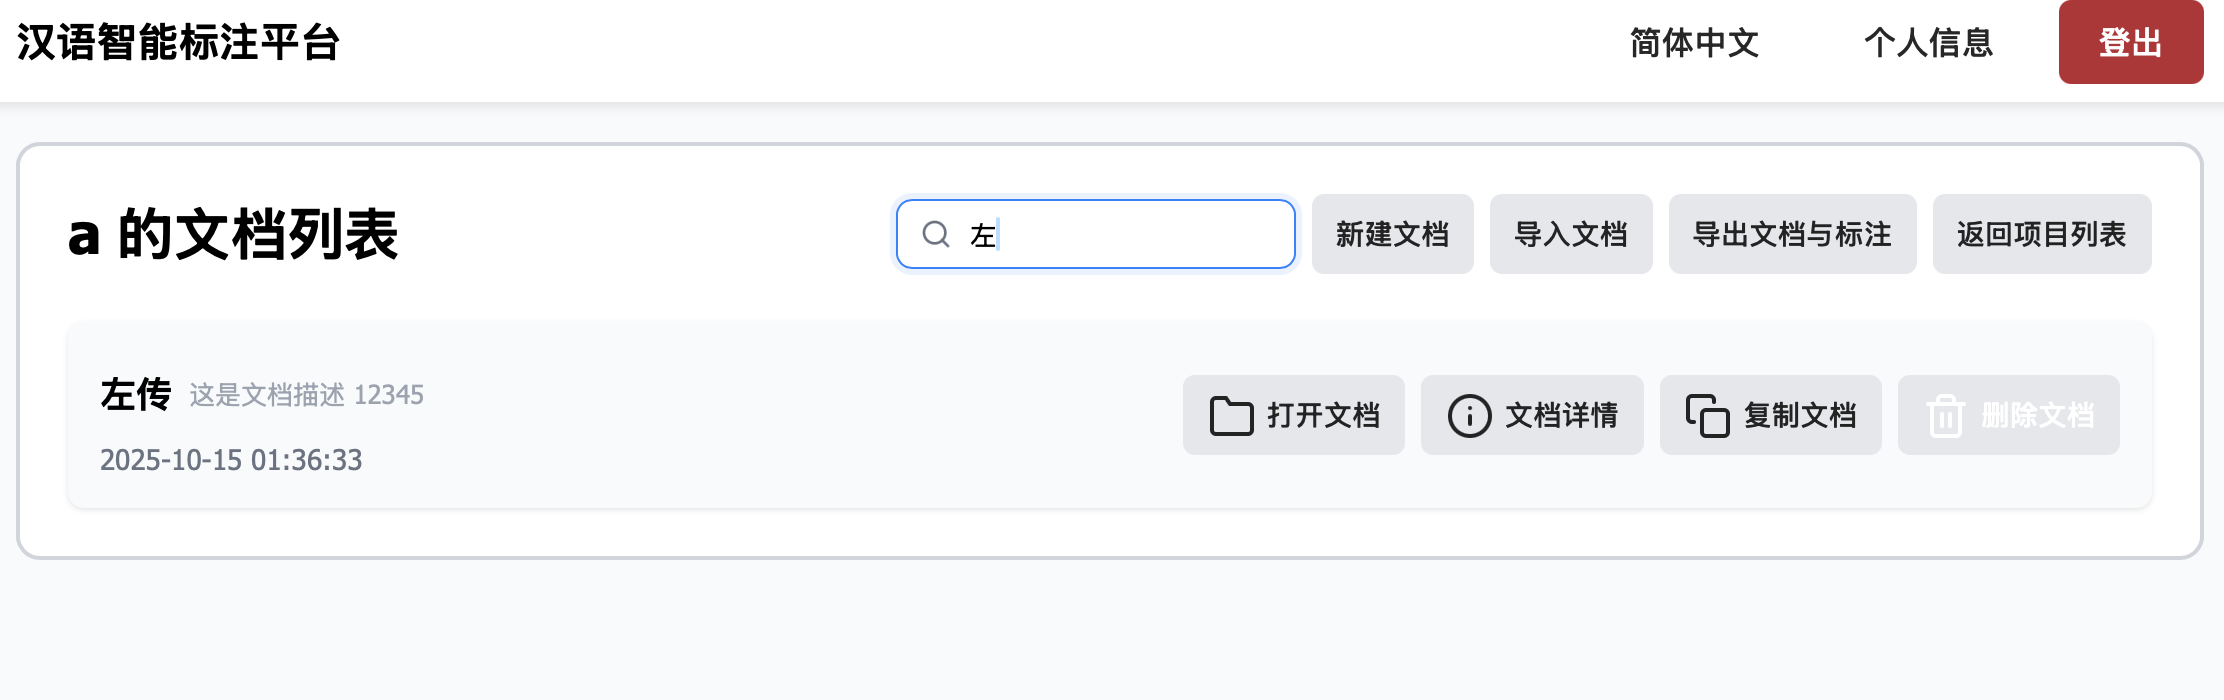 汉语智能标注平台 简体中文 个人信息 登出
a 的文档列表 左 新建文档 导入文档 导出文档与标注 返回项目列表
左传 这是文档描述 12345
2025-10-15 01:36:33
打开文档 文档详情 复制文档 删除文档